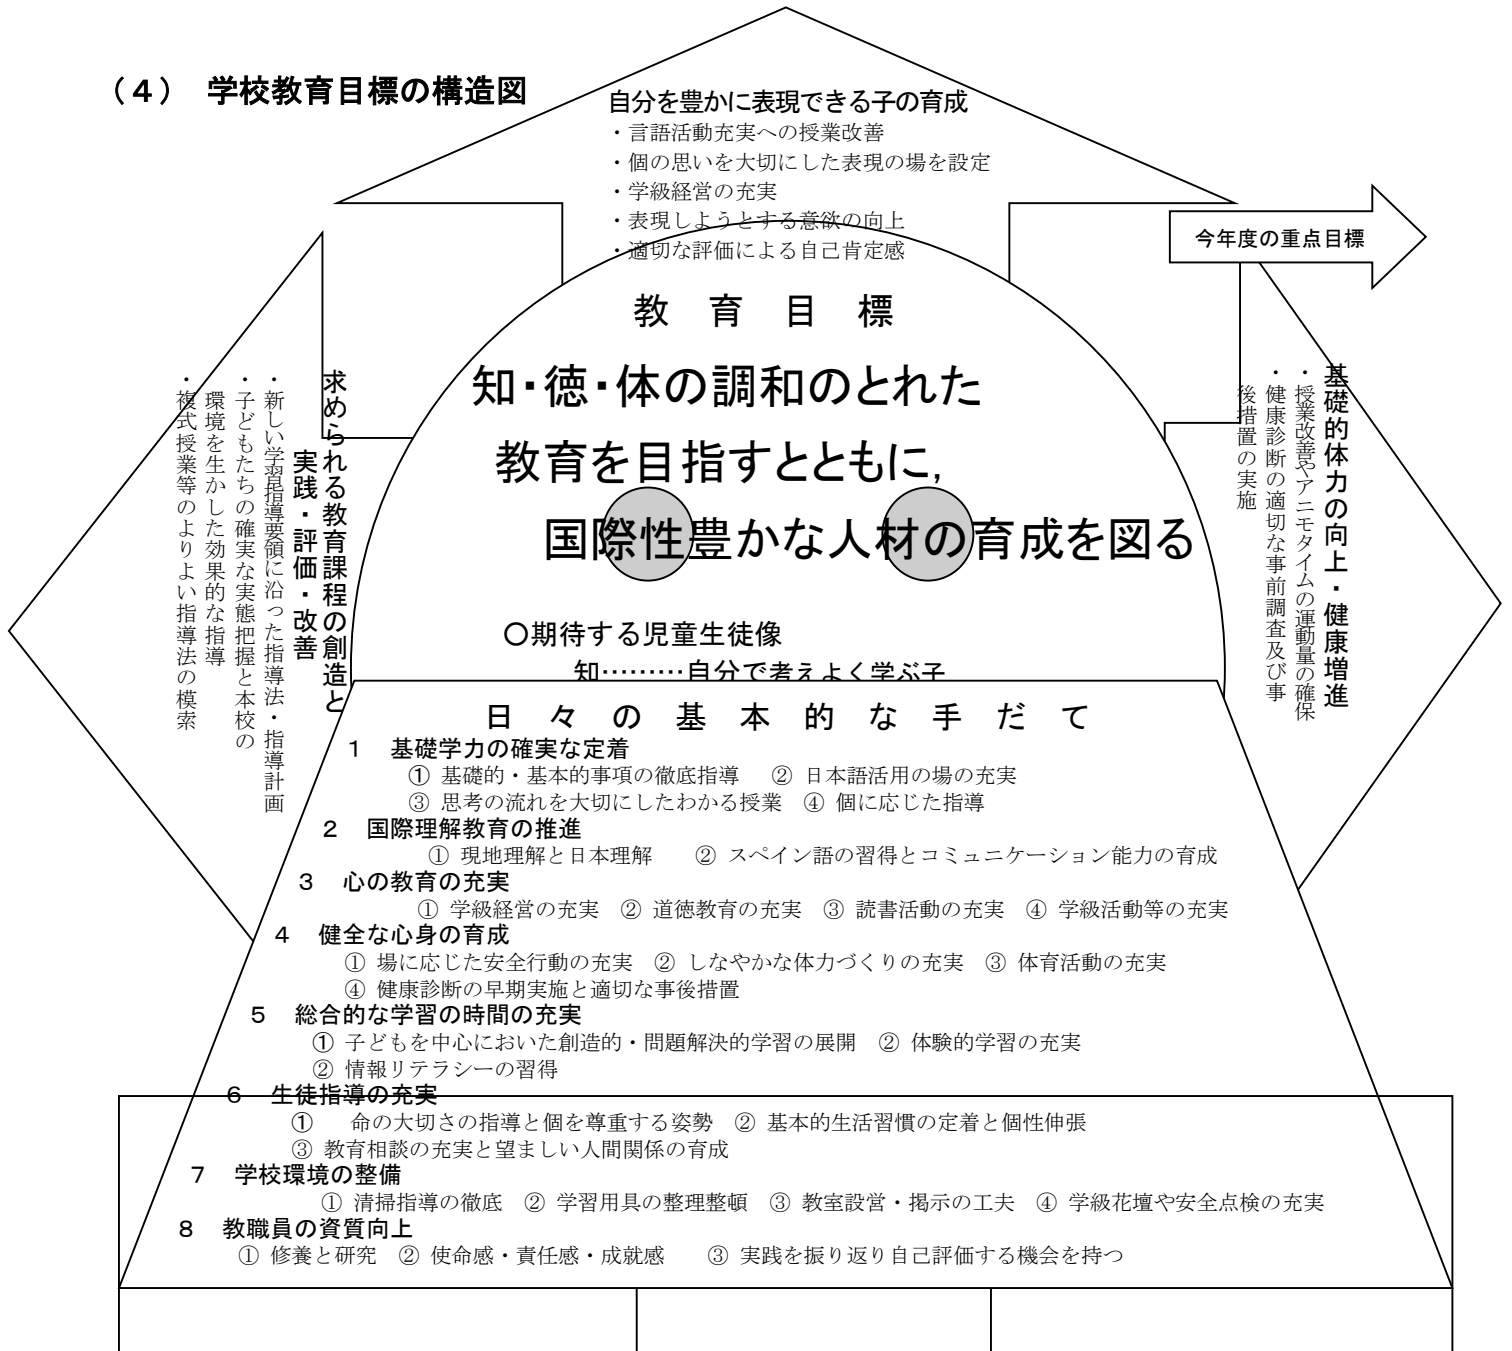 （４）　学校教育目標の構造図
自分を豊かに表現できる子の育成
・言語活動充実への授業改善
・個の思いを大切にした表現の場を設定
・学級経営の充実
・表現しようとする意欲の向上
・適切な評価による自己肯定感
今年度の重点目標
求められる教育課程の創造と
実践・評価・改善
・新しい学習指導要領に沿った指導法・指導計画
・子どもたちの確実な実態把握と本校の
環境を生かした効果的な指導
・複式授業等のよりよい指導法の模索
教　育　目　標
知・徳・体の調和のとれた
教育を目指すとともに，
国際性豊かな人材の育成を図る
○期待する児童生徒像
知………自分で考えよく学ぶ子
基礎的体力の向上・健康増進
・授業改善やアニモタイムの運動量の確保
・健康診断の適切な事前調査及び事
後措置の実施
日　々　の　基　本　的　な　手　だ　て
１　基礎学力の確実な定着
① 基礎的・基本的事項の徹底指導　② 日本語活用の場の充実
③ 思考の流れを大切にしたわかる授業　④ 個に応じた指導
２　国際理解教育の推進
① 現地理解と日本理解　　② スペイン語の習得とコミュニケーション能力の育成
３　心の教育の充実
① 学級経営の充実　② 道徳教育の充実　③ 読書活動の充実　④ 学級活動等の充実
４　健全な心身の育成
① 場に応じた安全行動の充実　② しなやかな体力づくりの充実　③ 体育活動の充実
④ 健康診断の早期実施と適切な事後措置
５　総合的な学習の時間の充実
① 子どもを中心においた創造的・問題解決的学習の展開　② 体験的学習の充実
② 情報リテラシーの習得
６　生徒指導の充実
①　命の大切さの指導と個を尊重する姿勢　② 基本的生活習慣の定着と個性伸張
③ 教育相談の充実と望ましい人間関係の育成
７　学校環境の整備
① 清掃指導の徹底　② 学習用具の整理整頓　③ 教室設営・掲示の工夫　④ 学級花壇や安全点検の充実
８　教職員の資質向上
① 修養と研究　② 使命感・責任感・成就感　　③ 実践を振り返り自己評価する機会を持つ